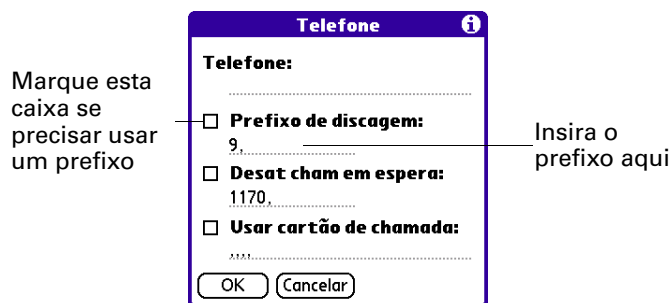 Telefone
Telefone:
Marque esta
caixa se
precisar usar
um prefixo
Prefixo de discagem:
9,
Insira o
prefixo aqui
Desat cham em espera:
1170,
Usar cartão de chamada:
,,,,
OK
Cancelar